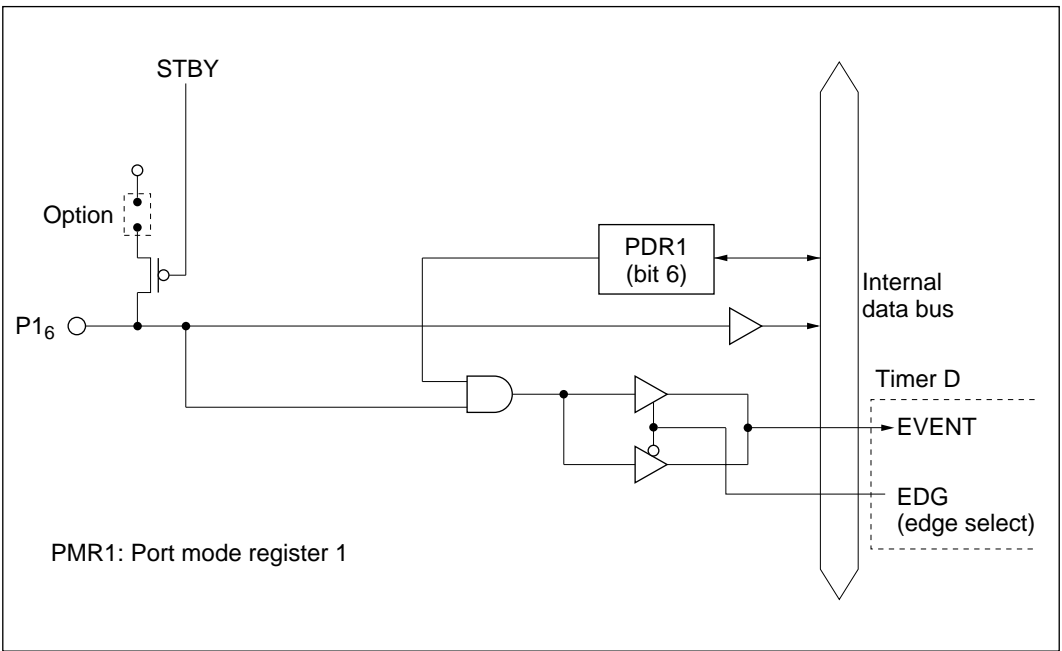 STBY
Option
PDR1
(bit 6)
P1₆
Internal
data bus
Timer D
EVENT
EDG
(edge select)
PMR1: Port mode register 1